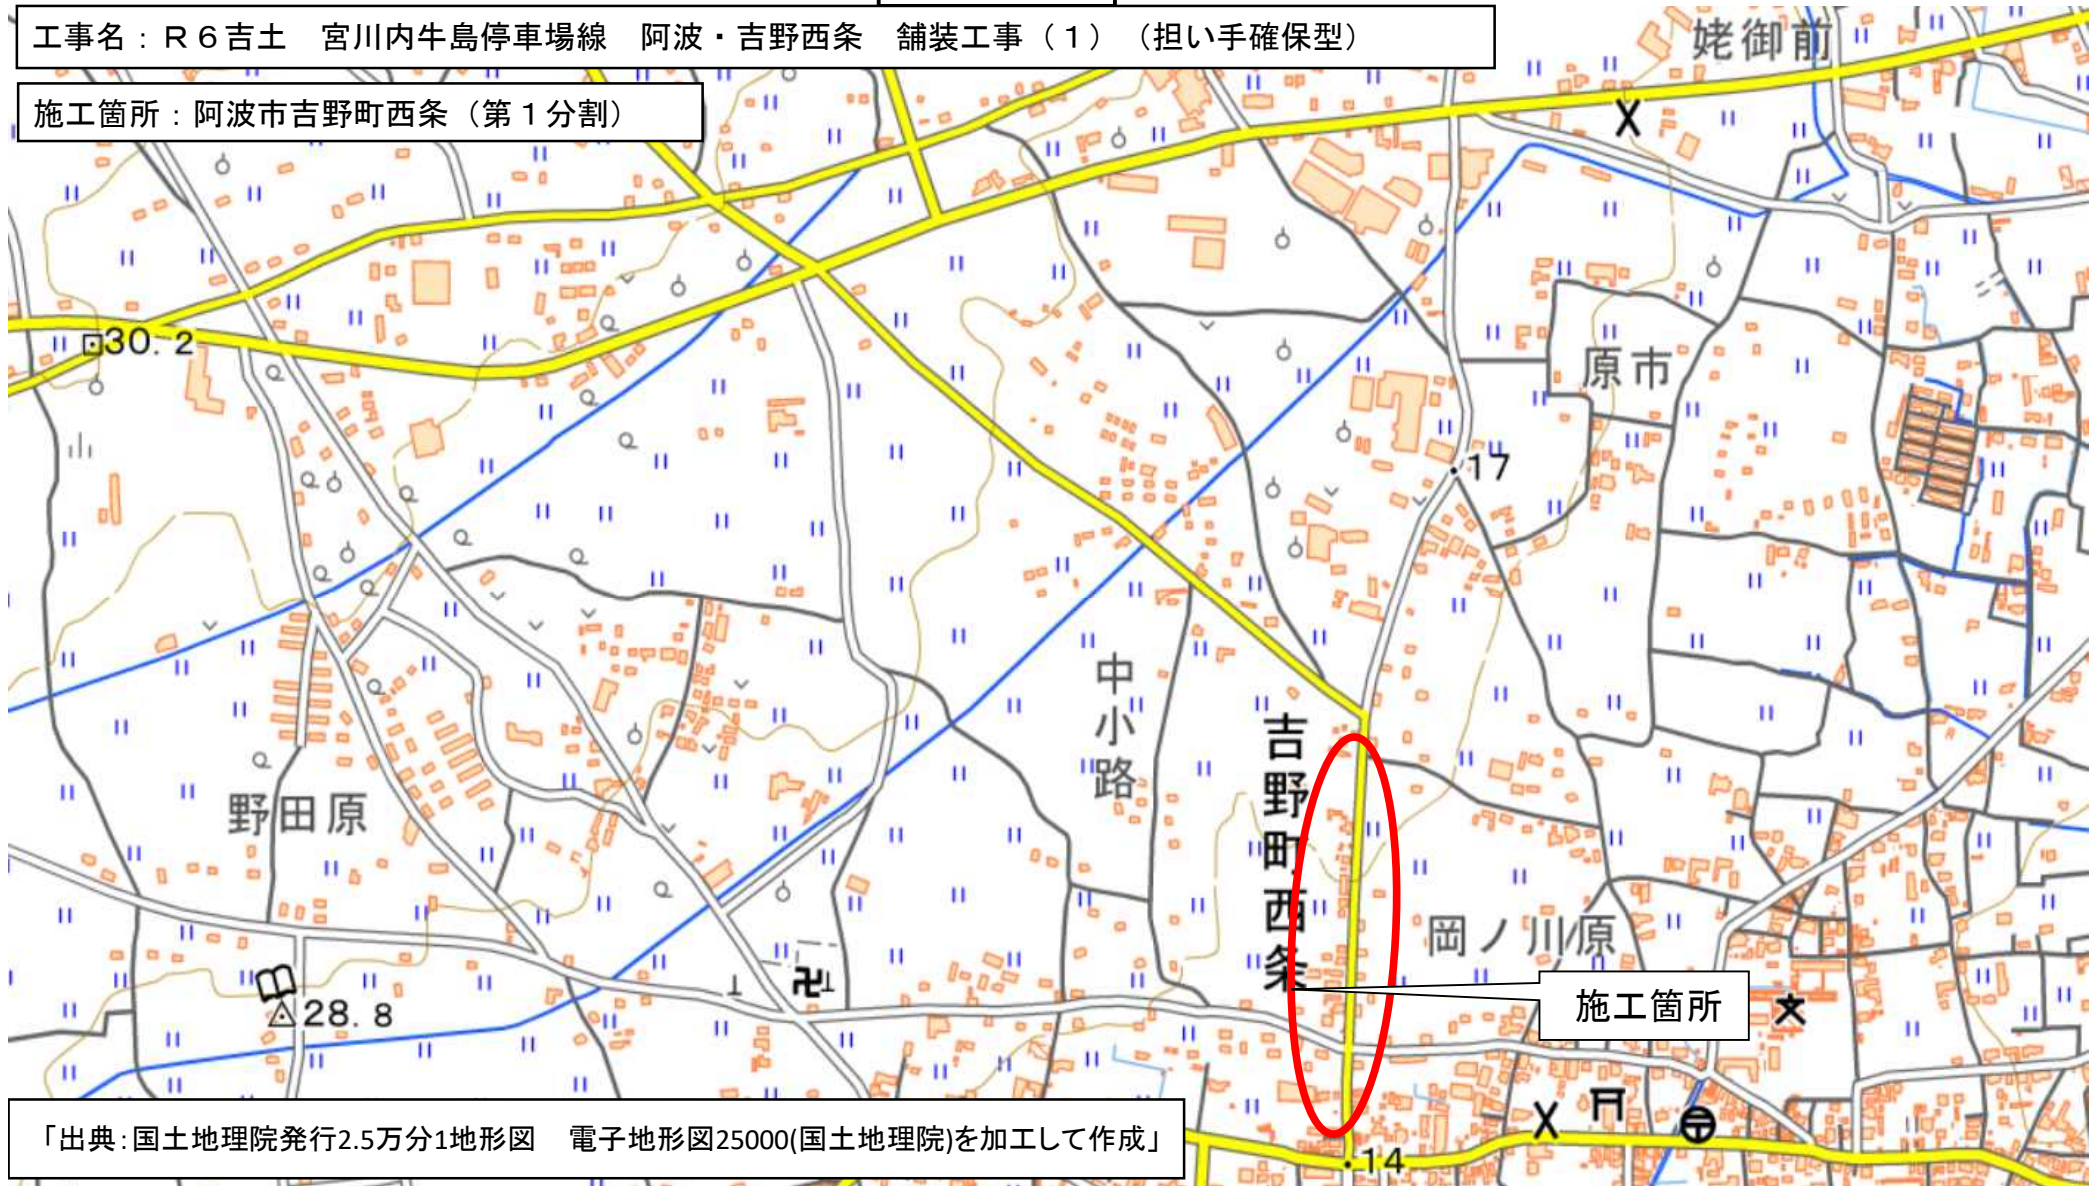 工事名：Ｒ６吉土　宮川内牛島停車場線　阿波・吉野西条　舗装工事（１）（担い手確保型）
施工箇所：阿波市吉野町西条（第１分割）
姥御前
30.2
原市
17
中小路
吉野町西条
野田原
岡ノ川原
施工箇所
28.8
「出典：国土地理院発行2.5万分1地形図　電子地形図25000(国土地理院)を加工して作成」
14